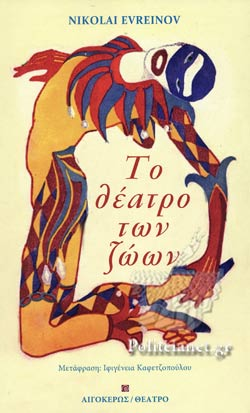 NIKOLAI EVREINOV
Το
θέατρο
των
ζώων
Politeianet.gr
Μετάφραση: Ιφιγένεια Καφετζοπούλου
ΑΙΓΟΚΕΡΩΣ / ΘΕΑΤΡΟ